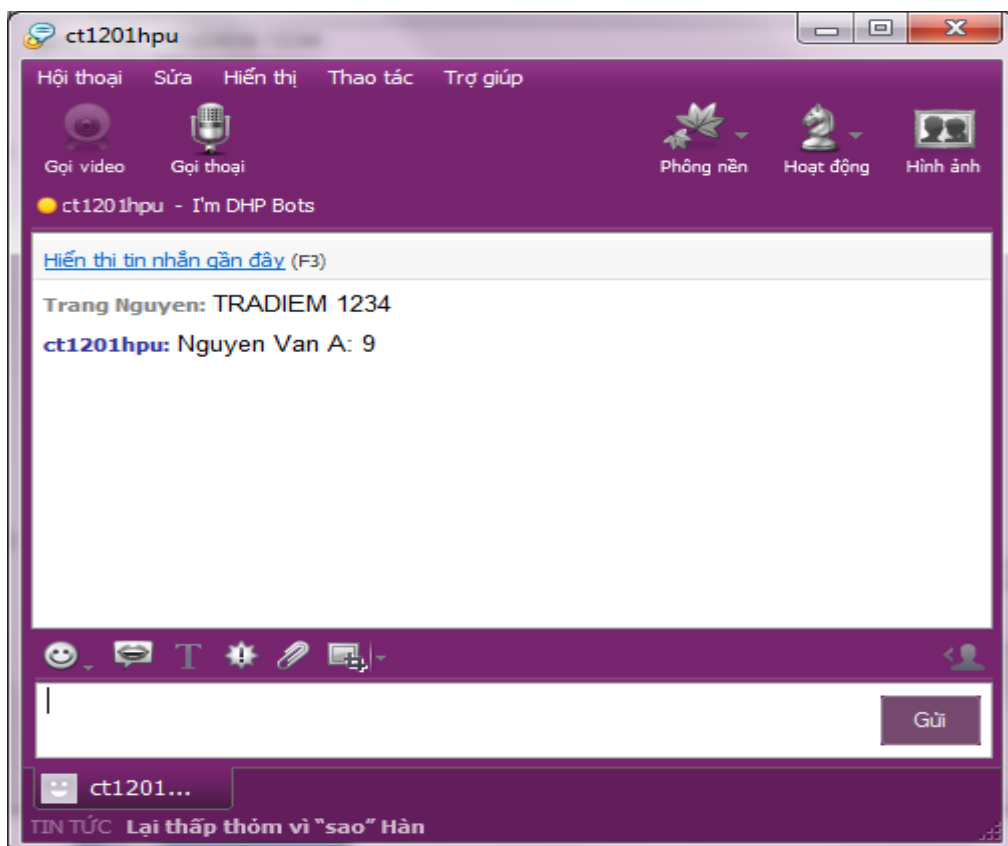 ct1201hpu
Hội thoại Sửa Hiển thị Thao tác Trợ giúp
Gọi video Gọi thoại Phông nền Hoạt động Hình ảnh
ct1201hpu - I'm DHP Bots
Hiển thi tin nhắn gần đây (F3)
Trang Nguyen: TRADIEM 1234
ct1201hpu: Nguyen Van A: 9
Gửi
ct1201...
TIN TỨC Lại thấp thỏm vì "sao" Hàn